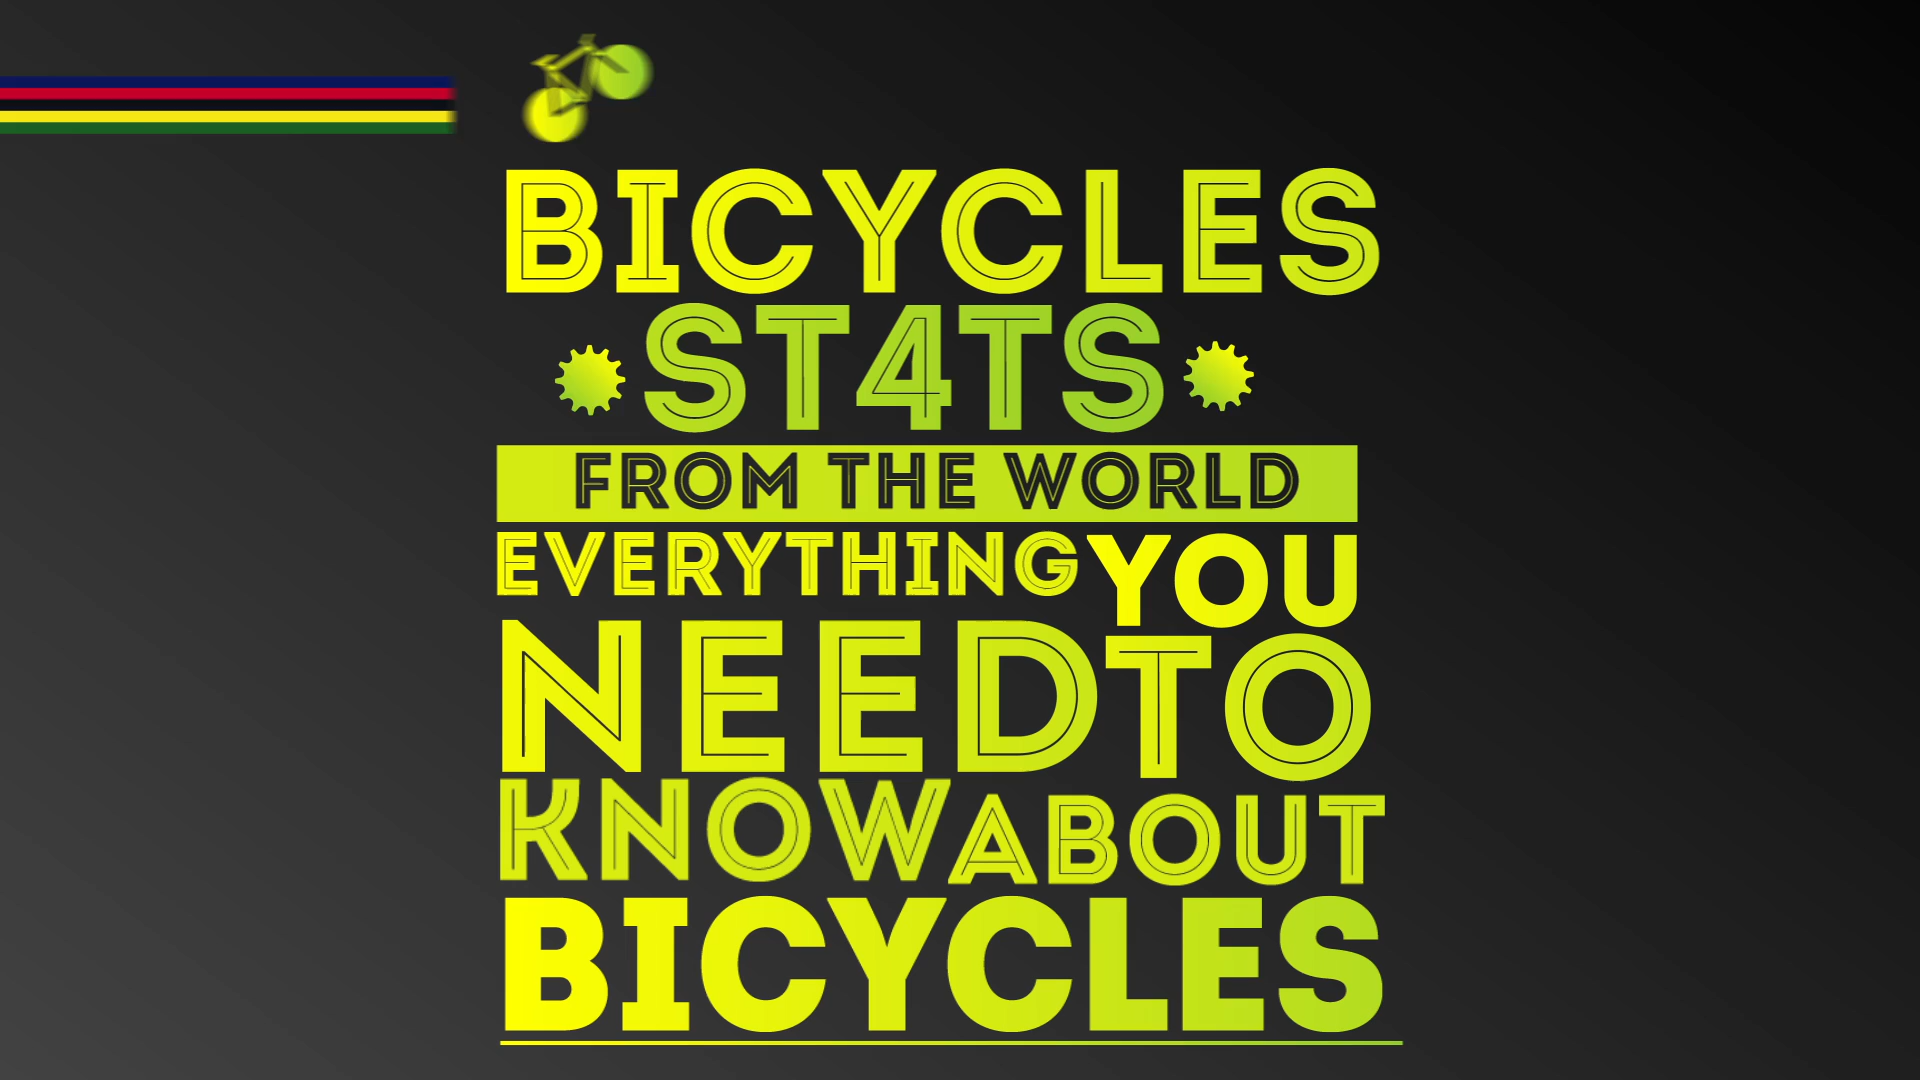 BICYCLES
ST4TS
FROM THE WORLD
EVERYTHING YOU
NEED TO
KNOW ABOUT
BICYCLES